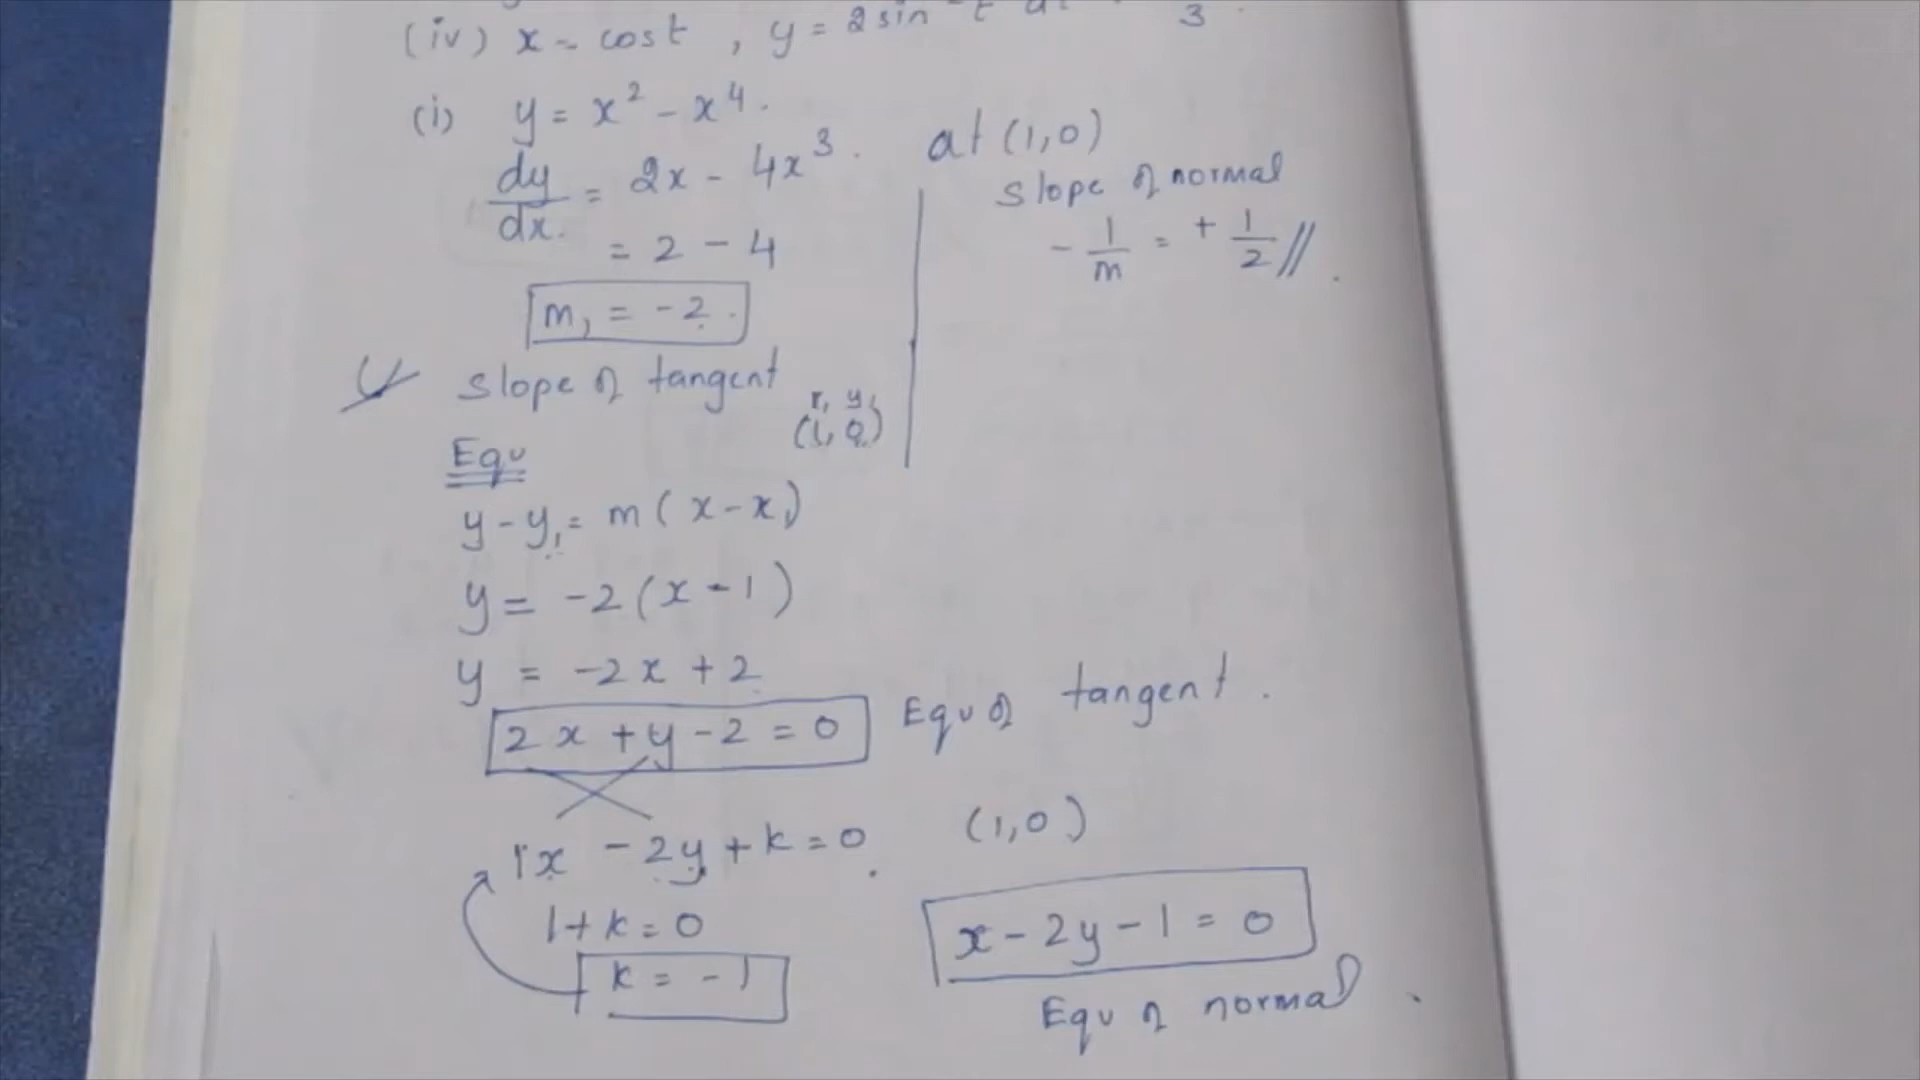 (iv) x = cost , y = 2 sin t at 3
(i) y = x² - x⁴. at (1,0)
dy/dx = 2x - 4x³.
= 2 - 4
m₁ = -2.
Slope of tangent
x₁ y₁
(1, 0)
Slope of normal
- 1/m = + 1/2 //
Equ
y - y₁ = m ( x - x₁)
y = -2 (x - 1)
y = -2x + 2
2x + y - 2 = 0 Equ of tangent.
1x - 2y + k = 0. (1,0)
1 + k = 0
k = -1
x - 2y - 1 = 0
Equ of normal.